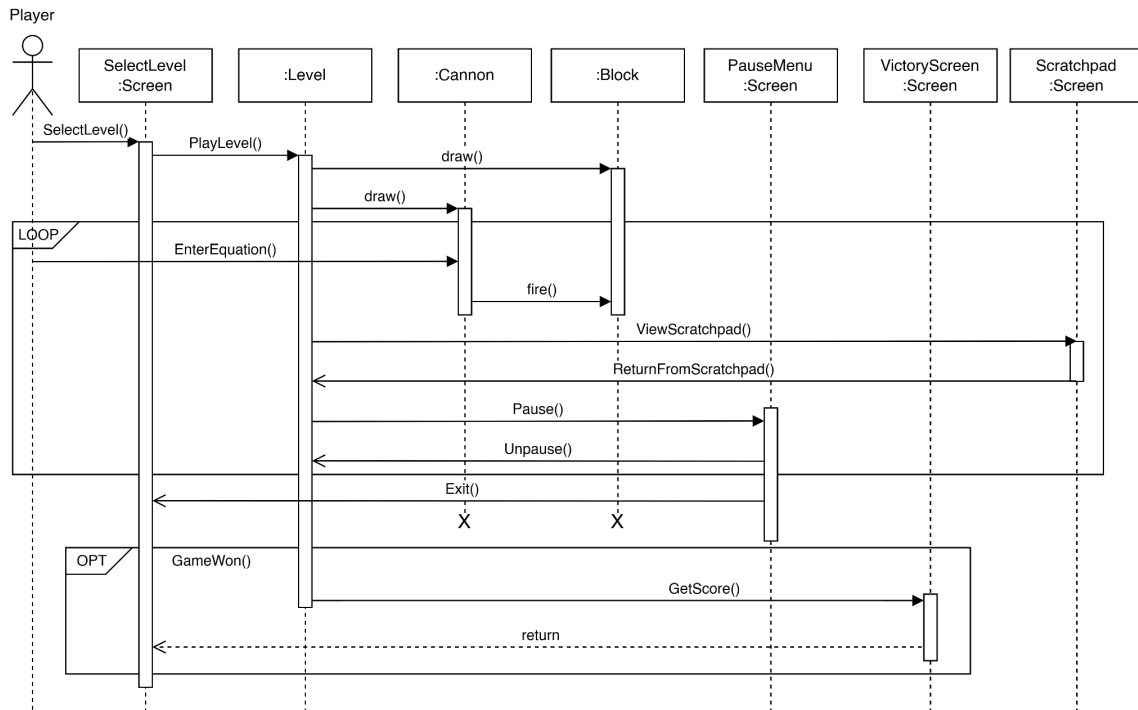 Player
SelectLevel
:Screen
:Level
:Cannon
:Block
PauseMenu
:Screen
VictoryScreen
:Screen
Scratchpad
:Screen
SelectLevel()
PlayLevel()
draw()
draw()
LOOP
EnterEquation()
fire()
ViewScratchpad()
ReturnFromScratchpad()
Pause()
Unpause()
Exit()
X
X
OPT
GameWon()
GetScore()
return